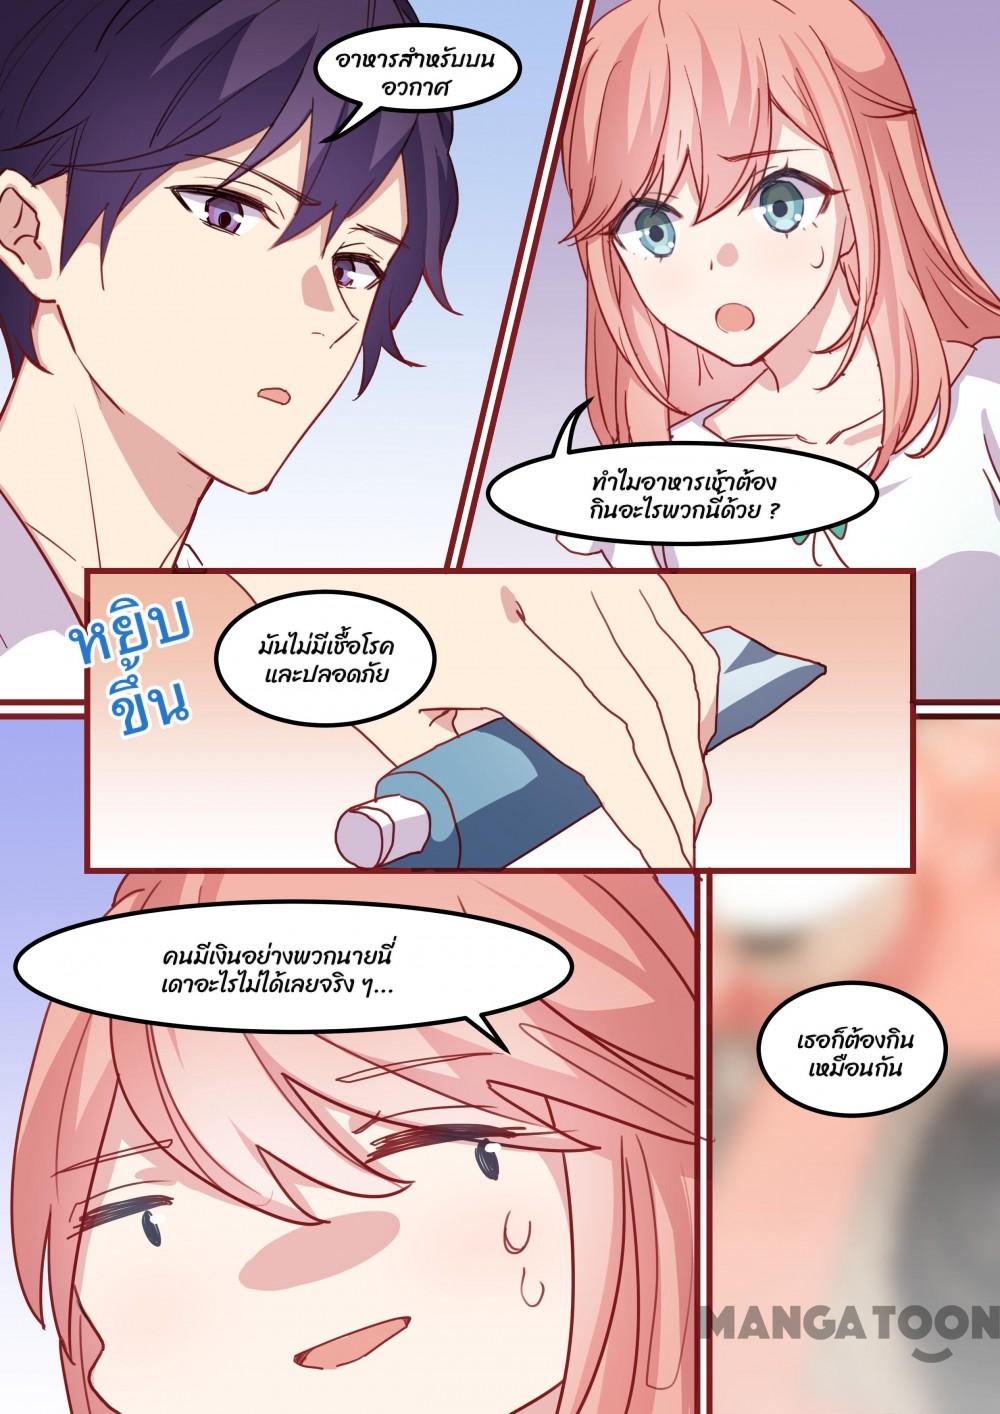 อาหารสำหรับบน
อวกาศ
ทำไมอาหารเช้าต้อง
กินอะไรพวกนี้ด้วย ?
หยิบ
ขึ้น
มันไม่มีเชื้อโรค
และปลอดภัย
คนมีเงินอย่างพวกนายนี่
เดาอะไรไม่ได้เลยจริง ๆ...
เธอก็ต้องกิน
เหมือนกัน
MANGATOON